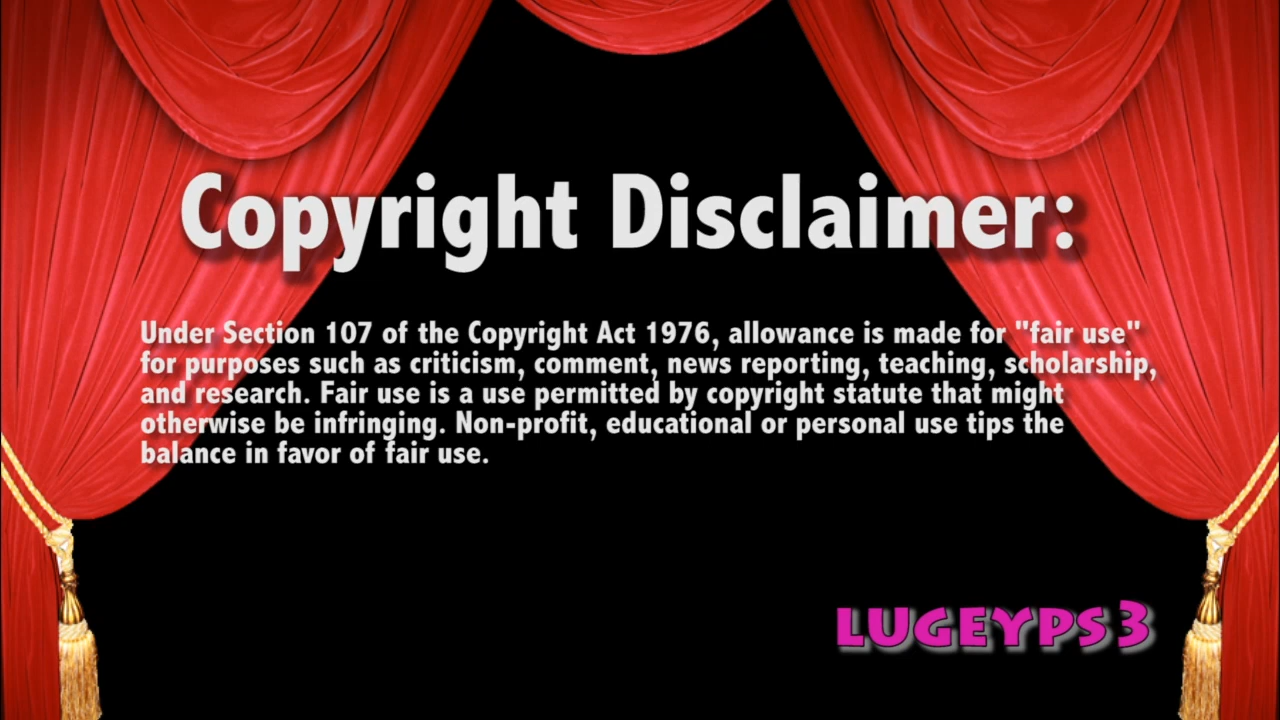 Copyright Disclaimer:
Under Section 107 of the Copyright Act 1976, allowance is made for "fair use"
for purposes such as criticism, comment, news reporting, teaching, scholarship,
and research. Fair use is a use permitted by copyright statute that might
otherwise be infringing. Non-profit, educational or personal use tips the
balance in favor of fair use.
LUGEYPS3